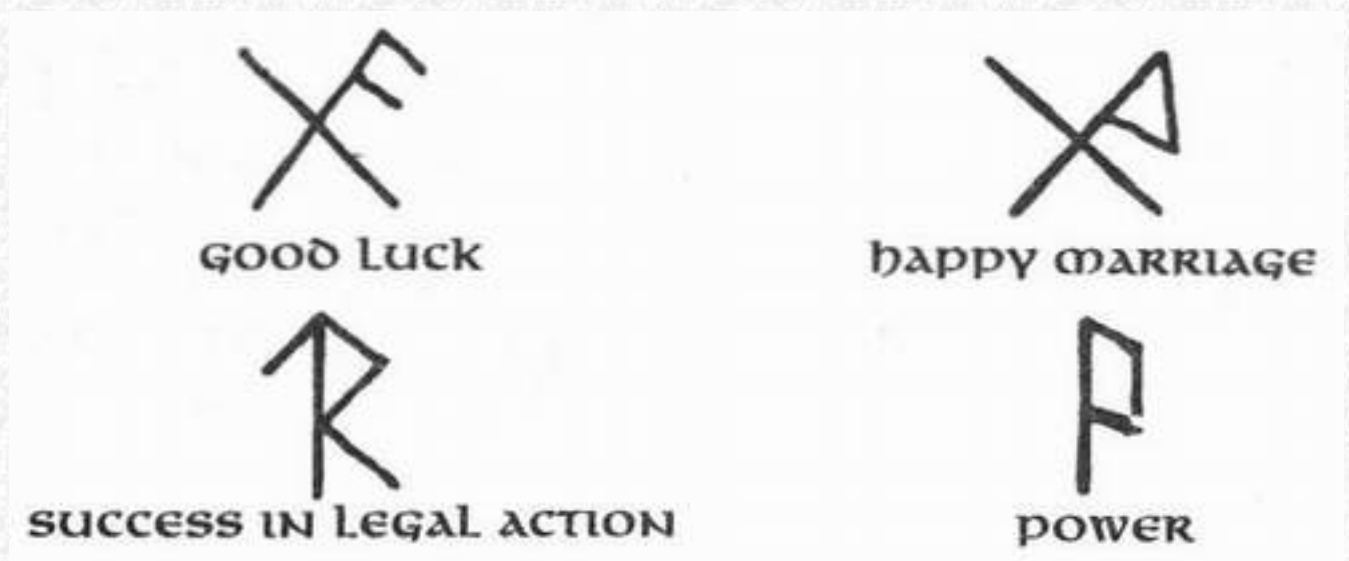 GOOD LUCK
HAPPY MARRIAGE
SUCCESS IN LEGAL ACTION
POWER